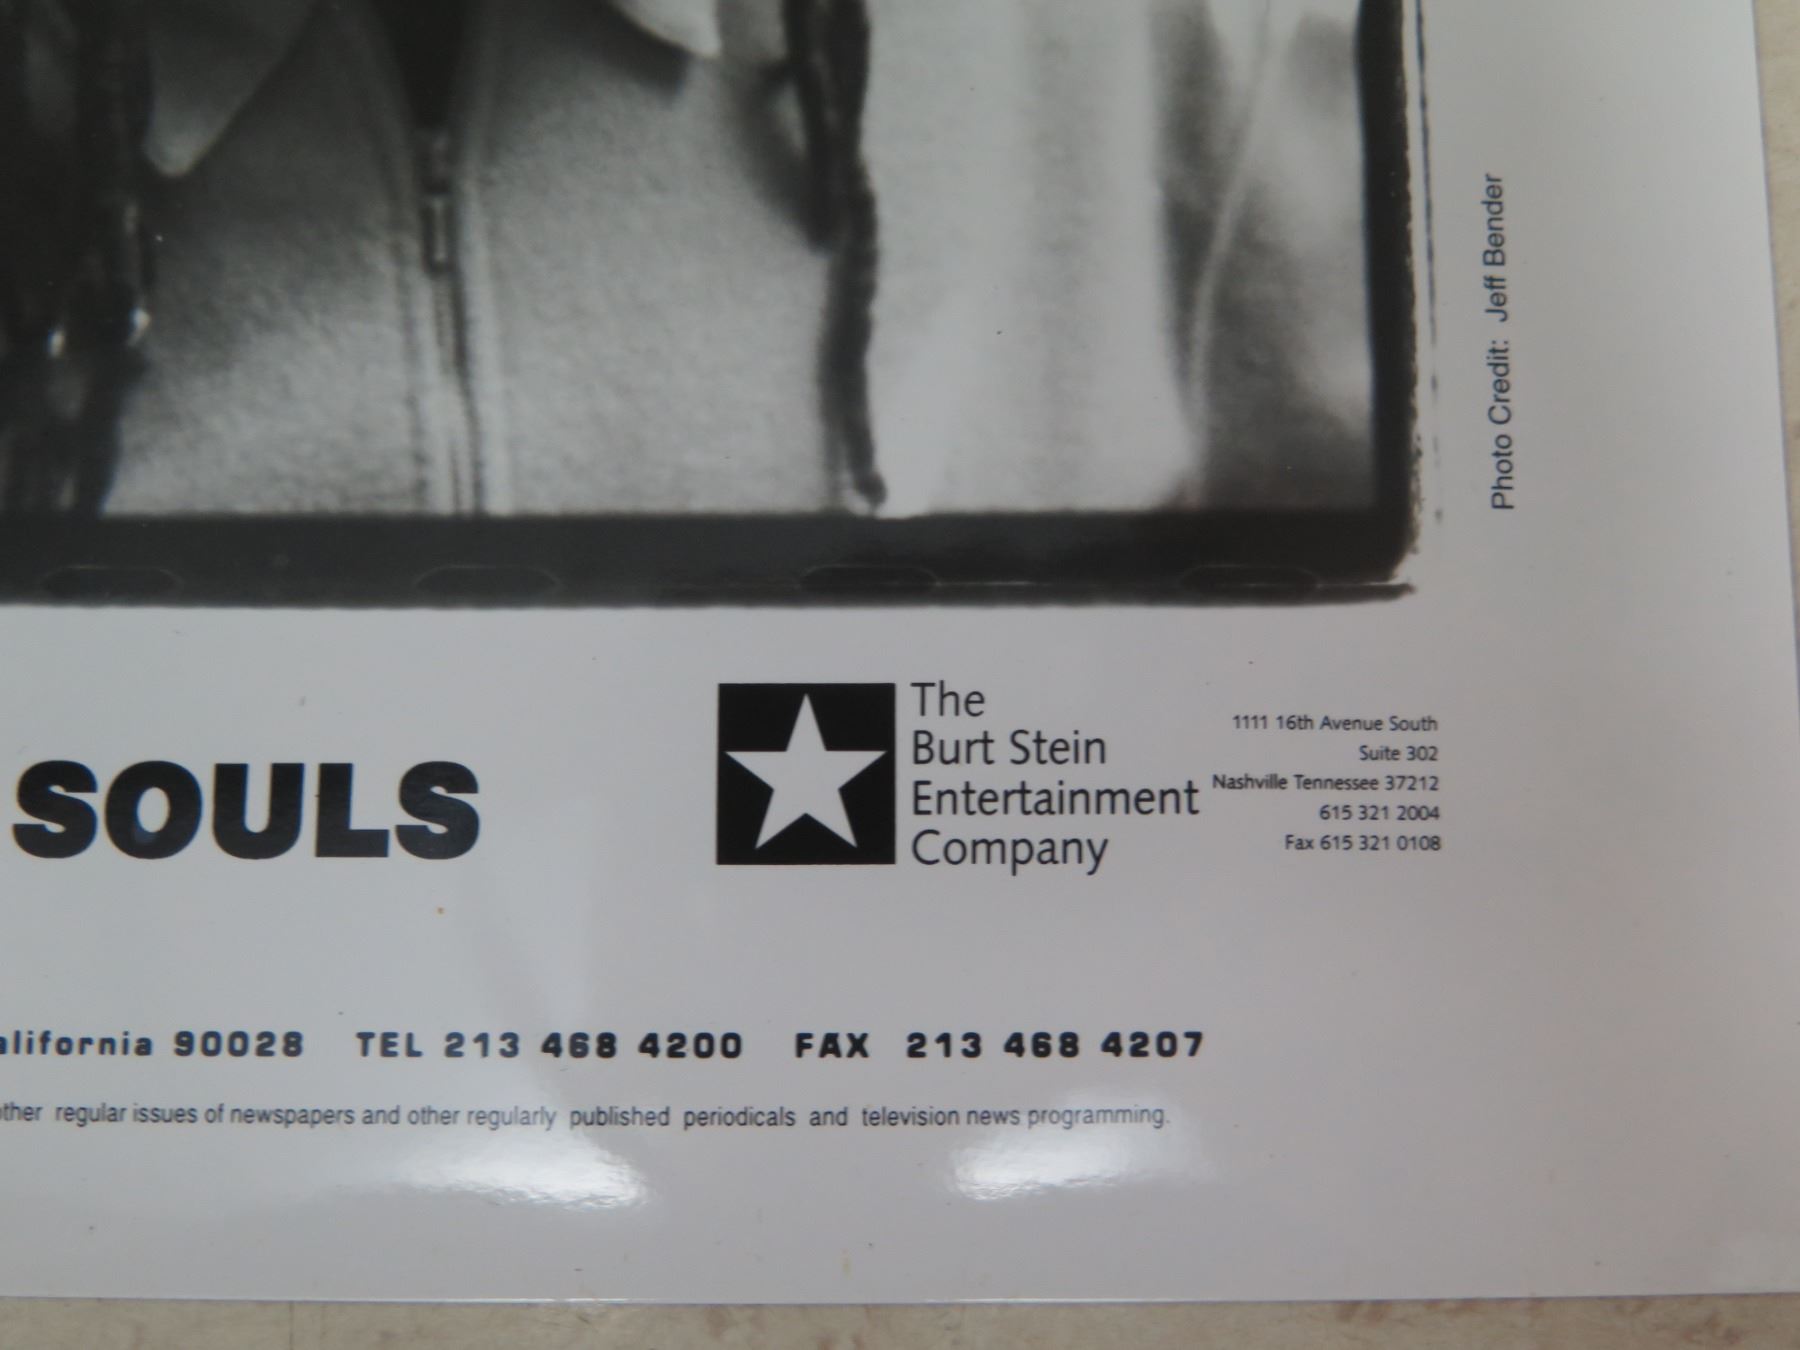 Photo Credit: Jeff Bender
SOULS
The
Burt Stein
Entertainment
Company
1111 16th Avenue South
Suite 302
Nashville Tennessee 37212
615 321 2004
Fax 615 321 0108
alifornia 90028 TEL 213 468 4200 FAX 213 468 4207
other regular issues of newspapers and other regularly published periodicals and television news programming.